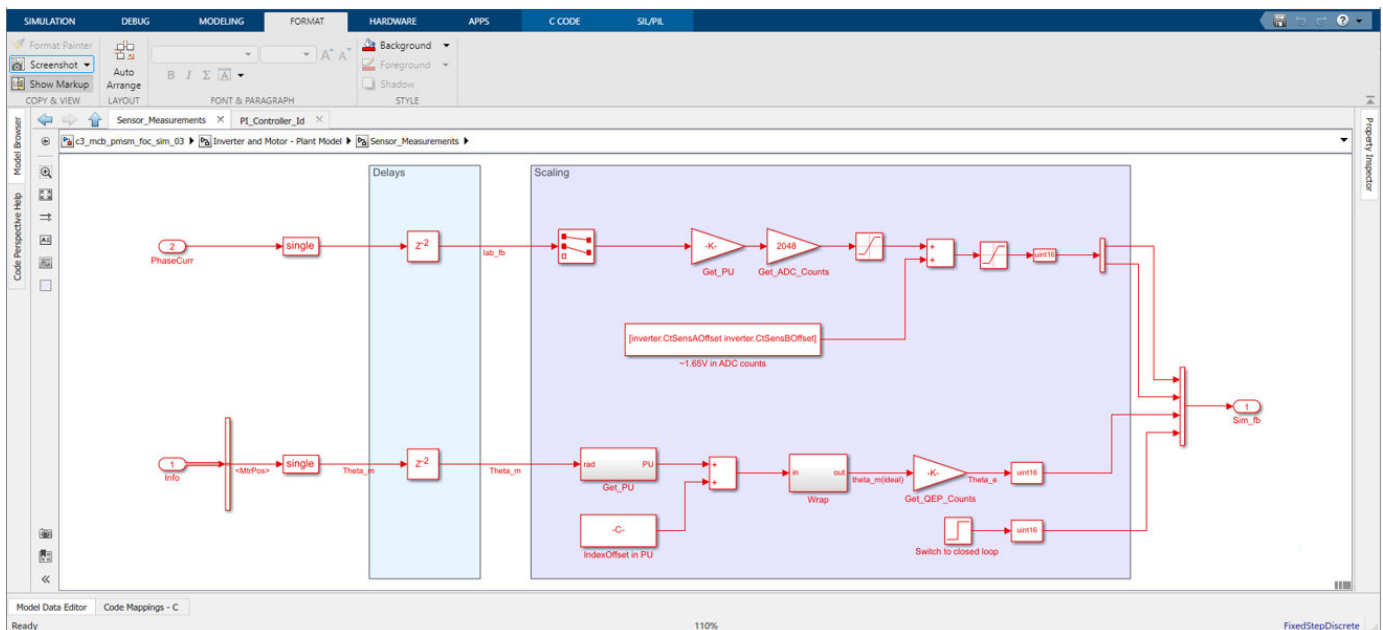 SIMULATION DEBUG MODELING FORMAT HARDWARE APPS C CODE SIL/PIL
Format Painter
Screenshot
Show Markup
Auto
Arrange
B I Σ A
A A
Background
Foreground
Shadow
COPY & VIEW LAYOUT FONT & PARAGRAPH STYLE
Sensor_Measurements × PI_Controller_Id ×
c3_mcb_pmsm_foc_sim_03 Inverter and Motor - Plant Model Sensor_Measurements
Model Browser
Code Perspective Help
Property Inspector
Delays
Scaling
2
PhaseCurr
single
Z-2
Iab_fb
-K-
Get_PU
2048
Get_ADC_Counts
+
+
uint16
[inverter.CtSensAOffset inverter.CtSensBOffset]
~1.65V in ADC counts
1
Sim_fb
1
Info
<MtrPos>
single
Theta_m
Z-2
Theta_m
rad PU
Get_PU
+
+
-C-
IndexOffset in PU
in out
Wrap
theta_m(ideal)
-K-
Get_QEP_Counts
Theta_e
uint16
Switch to closed loop
uint16
Model Data Editor Code Mappings - C
Ready 110% FixedStepDiscrete